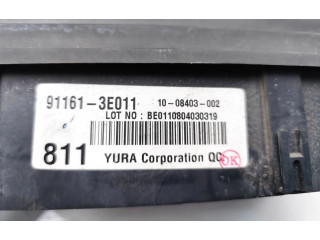 91161-3E011 10-08403-002
LOT NO : BE0110804030319
811 YURA Corporation QC OK